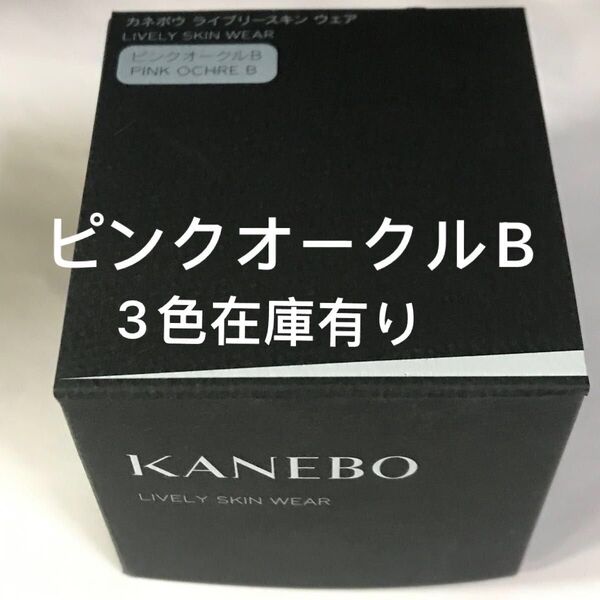 カネボウ ライブリースキン ウェア
LIVELY SKIN WEAR
ピンクオークルB
PINK OCHRE B
ピンクオークルB
3色在庫有り
KANEBO
LIVELY SKIN WEAR